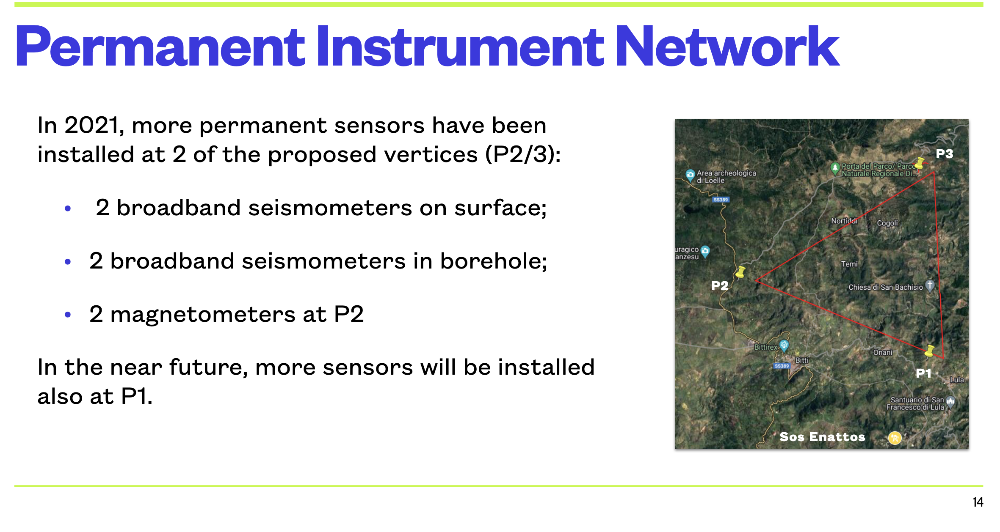 Permanent Instrument Network
In 2021, more permanent sensors have been
installed at 2 of the proposed vertices (P2/3):
• 2 broadband seismometers on surface;
• 2 broadband seismometers in borehole;
• 2 magnetometers at P2
In the near future, more sensors will be installed
also at P1.
P3
Porta del Parco/ Parco
Naturale Regionale Di...
Area archeologica
di Loelle
SS389
Nortiddi
Cogoli
uragico
anzesu
Temi
P2
Chiesa di San Bachisio
Bittirex
Onanì
Bitti
SS389
P1
Lula
Santuario di San
Francesco di Lula
Sos Enattos
14